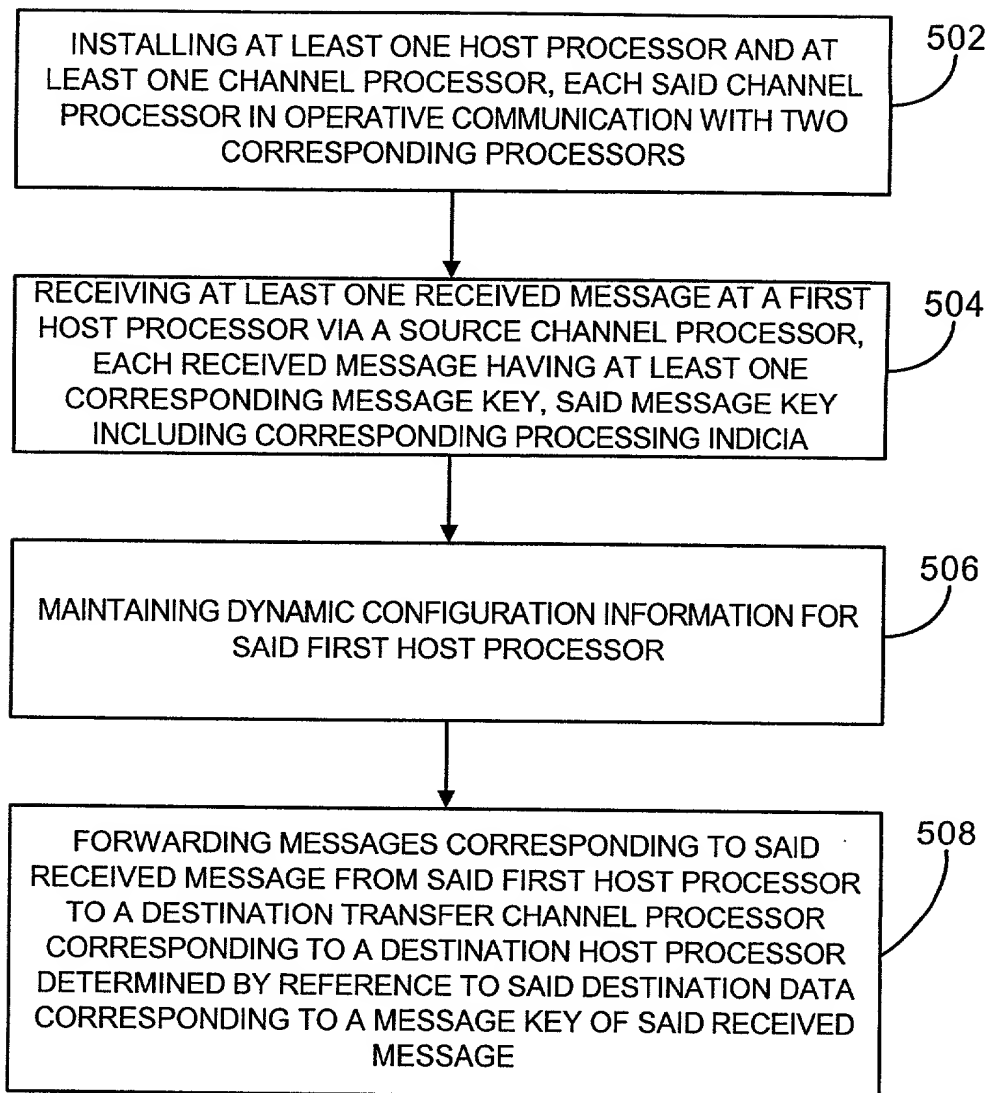 INSTALLING AT LEAST ONE HOST PROCESSOR AND AT
LEAST ONE CHANNEL PROCESSOR, EACH SAID CHANNEL
PROCESSOR IN OPERATIVE COMMUNICATION WITH TWO
CORRESPONDING PROCESSORS
502
RECEIVING AT LEAST ONE RECEIVED MESSAGE AT A FIRST
HOST PROCESSOR VIA A SOURCE CHANNEL PROCESSOR,
EACH RECEIVED MESSAGE HAVING AT LEAST ONE
CORRESPONDING MESSAGE KEY, SAID MESSAGE KEY
INCLUDING CORRESPONDING PROCESSING INDICIA
504
MAINTAINING DYNAMIC CONFIGURATION INFORMATION FOR
SAID FIRST HOST PROCESSOR
506
FORWARDING MESSAGES CORRESPONDING TO SAID
RECEIVED MESSAGE FROM SAID FIRST HOST PROCESSOR
TO A DESTINATION TRANSFER CHANNEL PROCESSOR
CORRESPONDING TO A DESTINATION HOST PROCESSOR
DETERMINED BY REFERENCE TO SAID DESTINATION DATA
CORRESPONDING TO A MESSAGE KEY OF SAID RECEIVED
MESSAGE
508